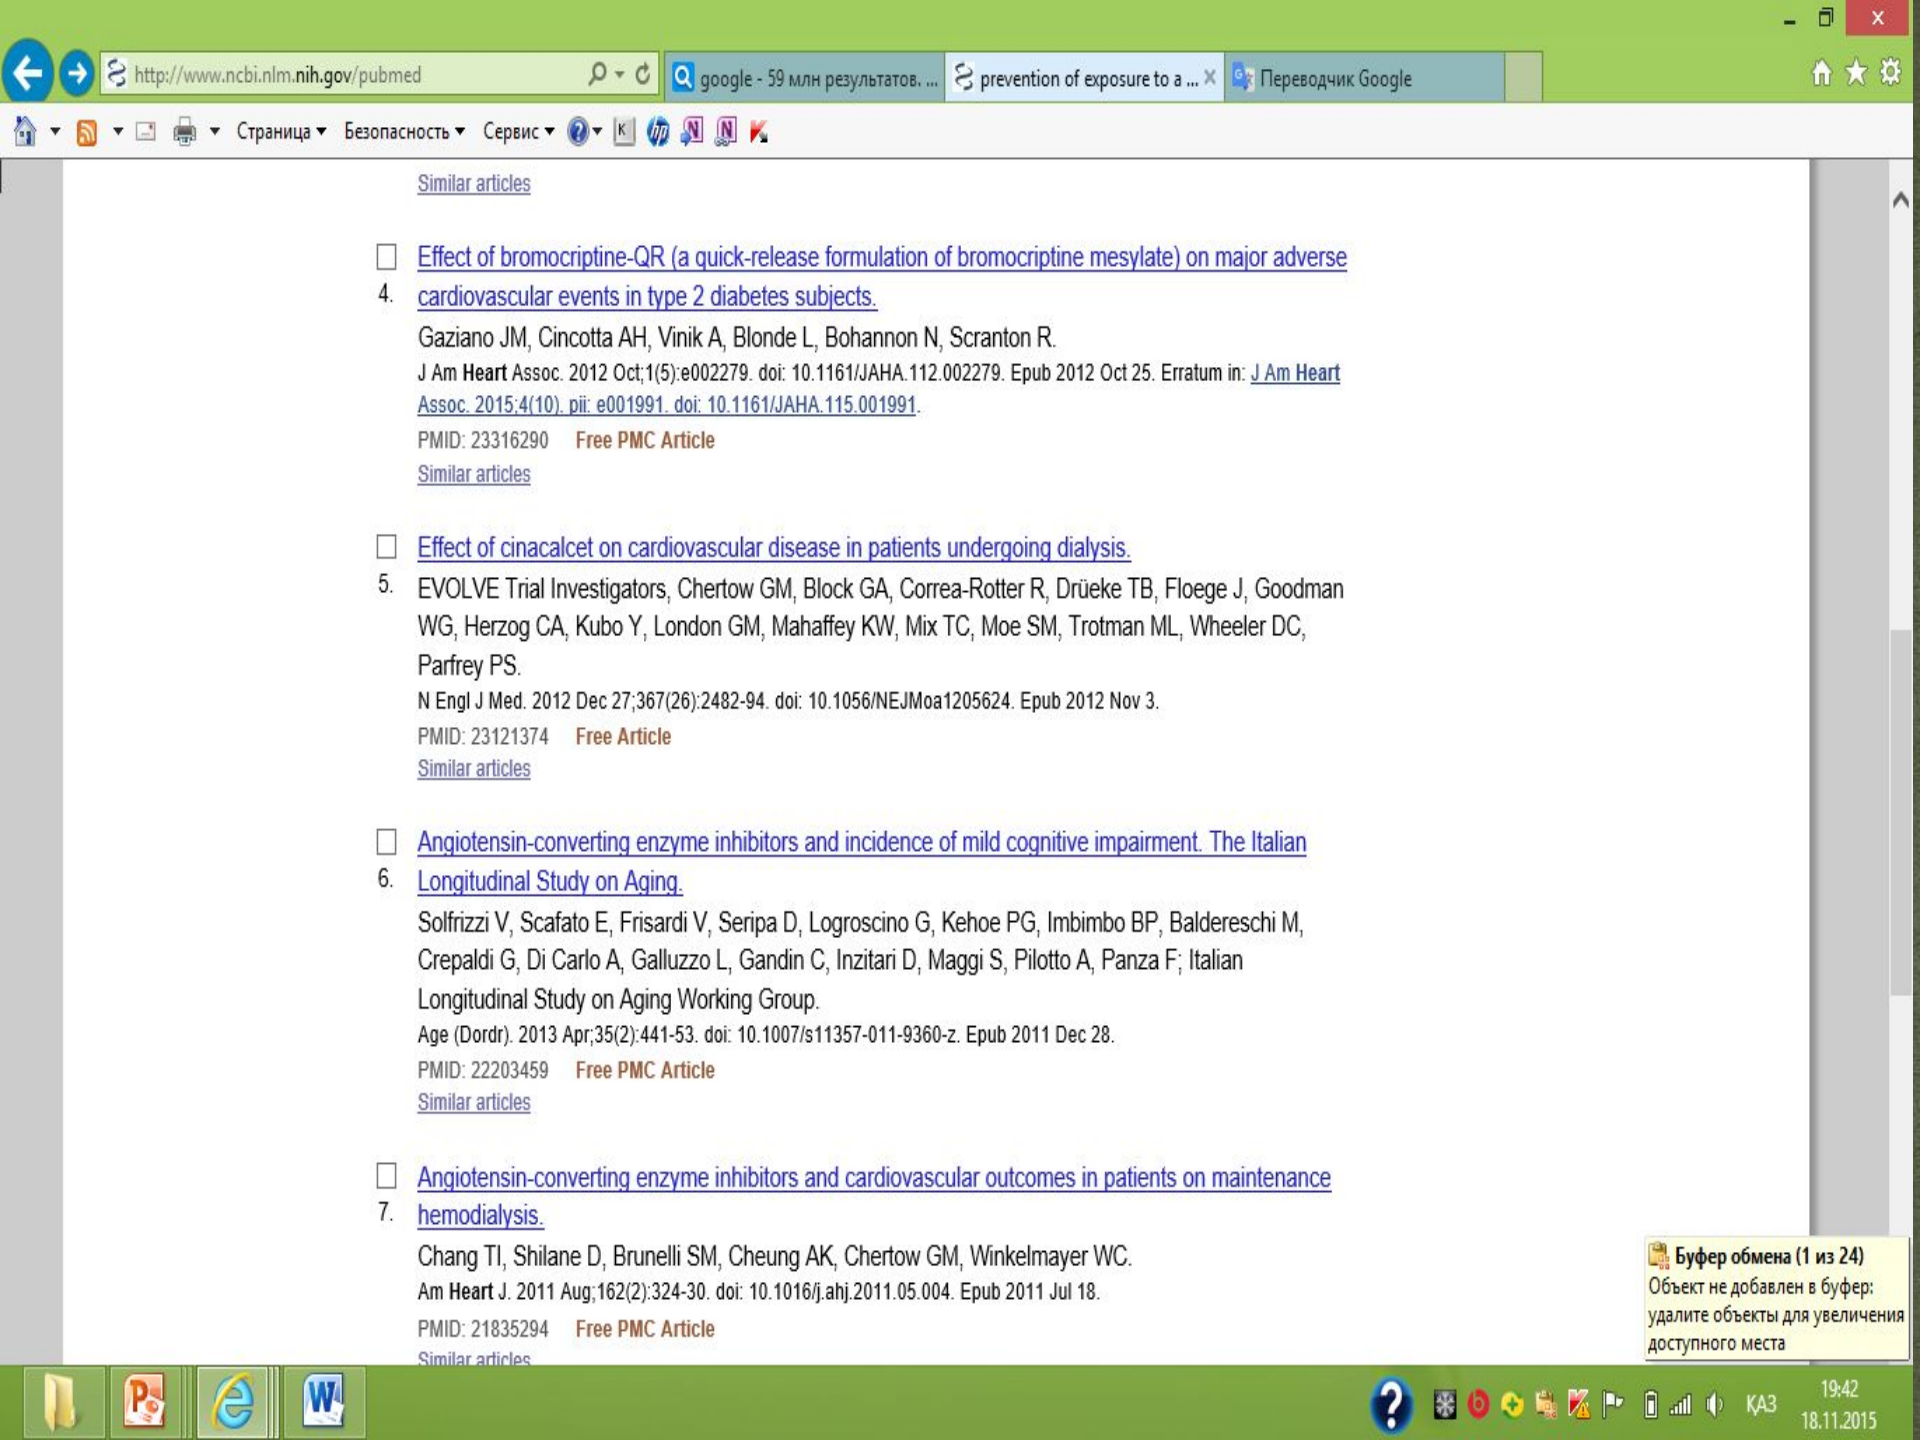 http://www.ncbi.nlm.nih.gov/pubmed
google - 59 млн результатов. ...
prevention of exposure to a ...
Переводчик Google
Страница
Безопасность
Сервис
Similar articles
Effect of bromocriptine-QR (a quick-release formulation of bromocriptine mesylate) on major adverse
4. cardiovascular events in type 2 diabetes subjects.
Gaziano JM, Cincotta AH, Vinik A, Blonde L, Bohannon N, Scranton R.
J Am Heart Assoc. 2012 Oct;1(5):e002279. doi: 10.1161/JAHA.112.002279. Epub 2012 Oct 25. Erratum in: J Am Heart
Assoc. 2015;4(10). pii: e001991. doi: 10.1161/JAHA.115.001991.
PMID: 23316290 Free PMC Article
Similar articles
Effect of cinacalcet on cardiovascular disease in patients undergoing dialysis.
5. EVOLVE Trial Investigators, Chertow GM, Block GA, Correa-Rotter R, Drüeke TB, Floege J, Goodman
WG, Herzog CA, Kubo Y, London GM, Mahaffey KW, Mix TC, Moe SM, Trotman ML, Wheeler DC,
Parfrey PS.
N Engl J Med. 2012 Dec 27;367(26):2482-94. doi: 10.1056/NEJMoa1205624. Epub 2012 Nov 3.
PMID: 23121374 Free Article
Similar articles
Angiotensin-converting enzyme inhibitors and incidence of mild cognitive impairment. The Italian
6. Longitudinal Study on Aging.
Solfrizzi V, Scafato E, Frisardi V, Seripa D, Logroscino G, Kehoe PG, Imbimbo BP, Baldereschi M,
Crepaldi G, Di Carlo A, Galluzzo L, Gandin C, Inzitari D, Maggi S, Pilotto A, Panza F; Italian
Longitudinal Study on Aging Working Group.
Age (Dordr). 2013 Apr;35(2):441-53. doi: 10.1007/s11357-011-9360-z. Epub 2011 Dec 28.
PMID: 22203459 Free PMC Article
Similar articles
Angiotensin-converting enzyme inhibitors and cardiovascular outcomes in patients on maintenance
7. hemodialysis.
Chang TI, Shilane D, Brunelli SM, Cheung AK, Chertow GM, Winkelmayer WC.
Am Heart J. 2011 Aug;162(2):324-30. doi: 10.1016/j.ahj.2011.05.004. Epub 2011 Jul 18.
PMID: 21835294 Free PMC Article
Similar articles
Буфер обмена (1 из 24)
Объект не добавлен в буфер:
удалите объекты для увеличения
доступного места
ҚАЗ
19:42
18.11.2015